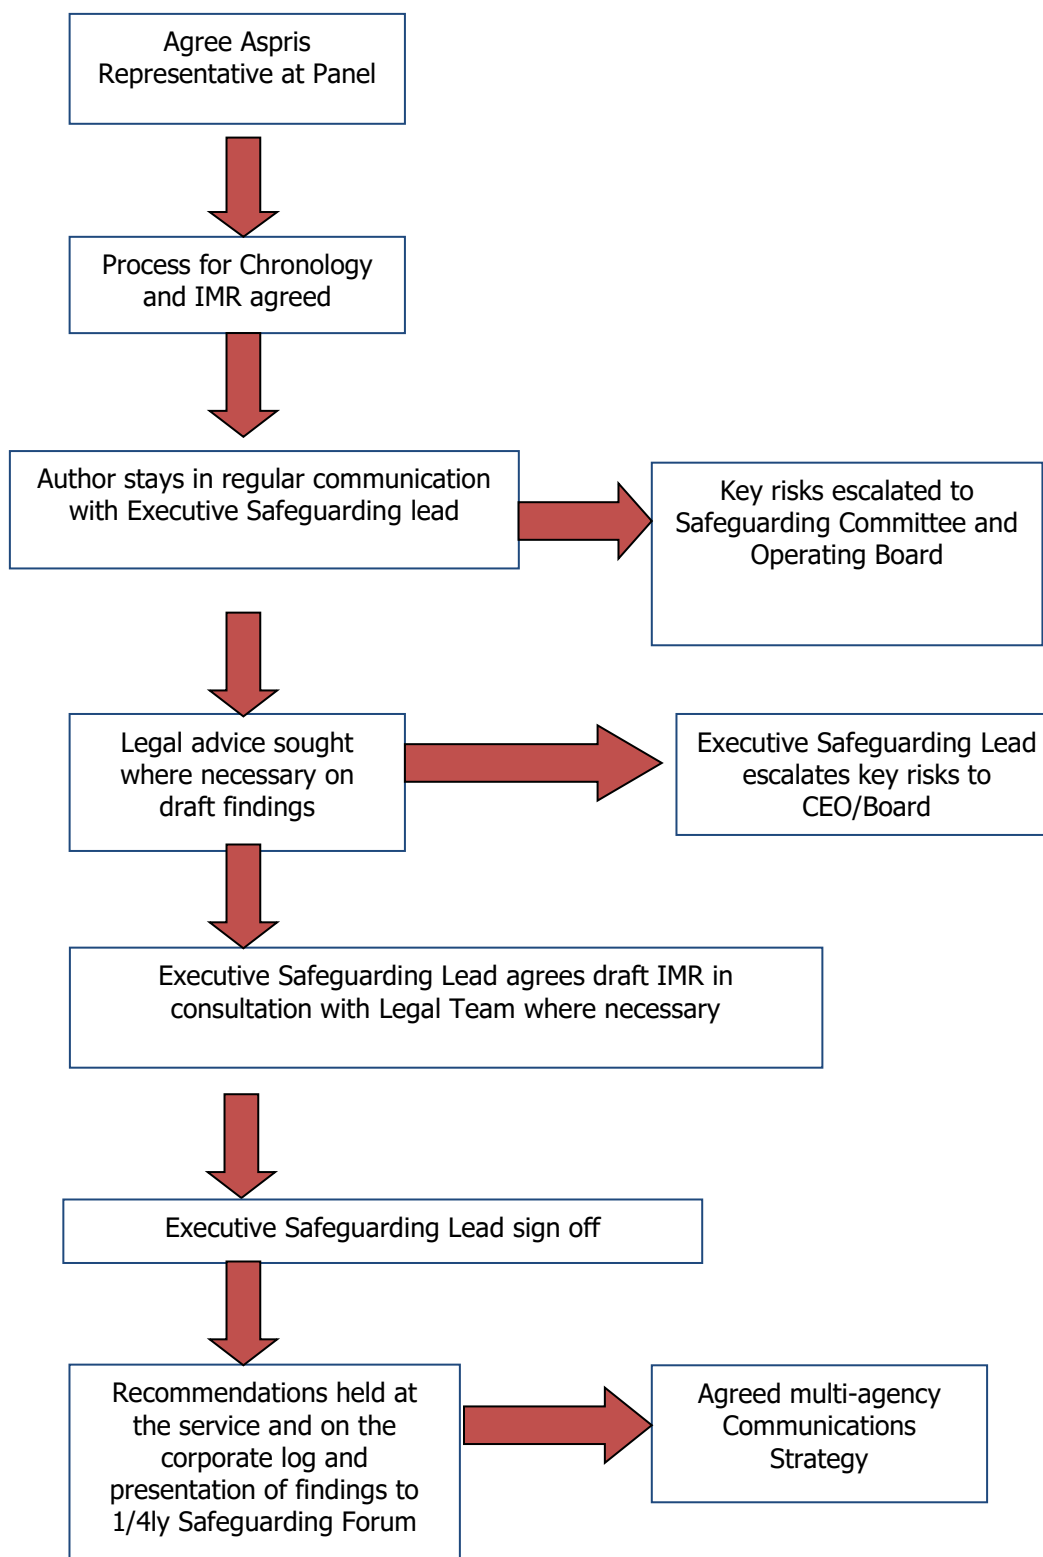 Agree Aspris
Representative at Panel
Process for Chronology
and IMR agreed
Author stays in regular communication
with Executive Safeguarding lead
Key risks escalated to
Safeguarding Committee and
Operating Board
Legal advice sought
where necessary on
draft findings
Executive Safeguarding Lead
escalates key risks to
CEO/Board
Executive Safeguarding Lead agrees draft IMR in
consultation with Legal Team where necessary
Executive Safeguarding Lead sign off
Recommendations held at
the service and on the
corporate log and
presentation of findings to
1/4ly Safeguarding Forum
Agreed multi-agency
Communications
Strategy